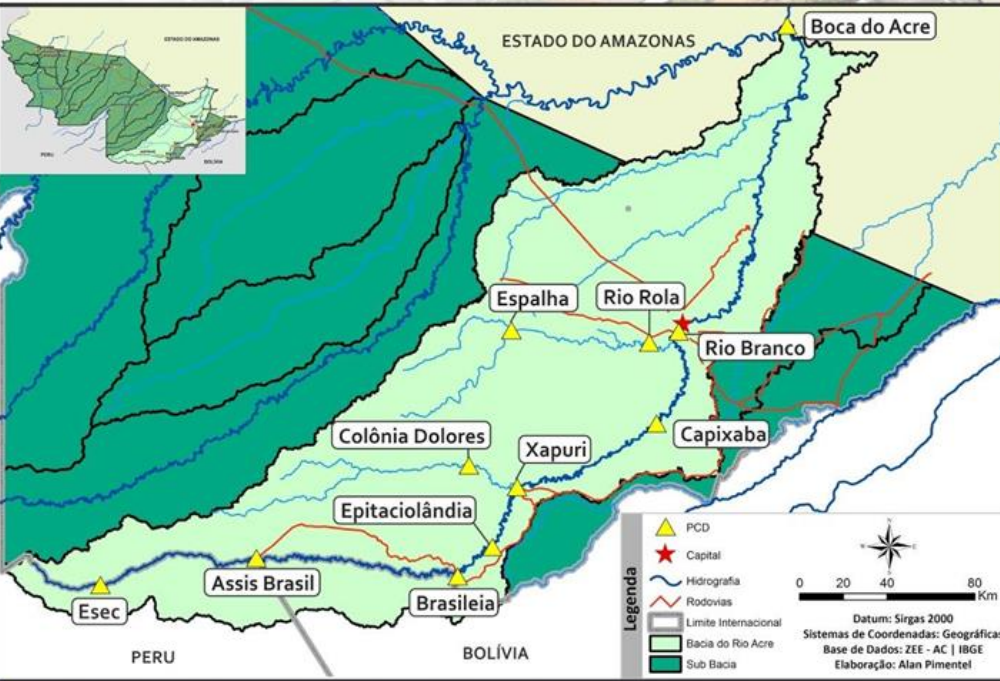 ESTADO DO AMAZONAS
PERU
BOLÍVIA
ESTADO DO AMAZONAS
Boca do Acre
Espalha
Rio Rola
Rio Branco
Colônia Dolores
Xapuri
Capixaba
Epitaciolândia
Assis Brasil
Esec
Brasileia
PERU
BOLÍVIA
Legenda
PCD
Capital
Hidrografia
Rodovias
Limite Internacional
Bacia do Rio Acre
Sub Bacia
0 20 40 80
Km
Datum: Sirgas 2000
Sistemas de Coordenadas: Geográficas
Base de Dados: ZEE - AC | IBGE
Elaboração: Alan Pimentel